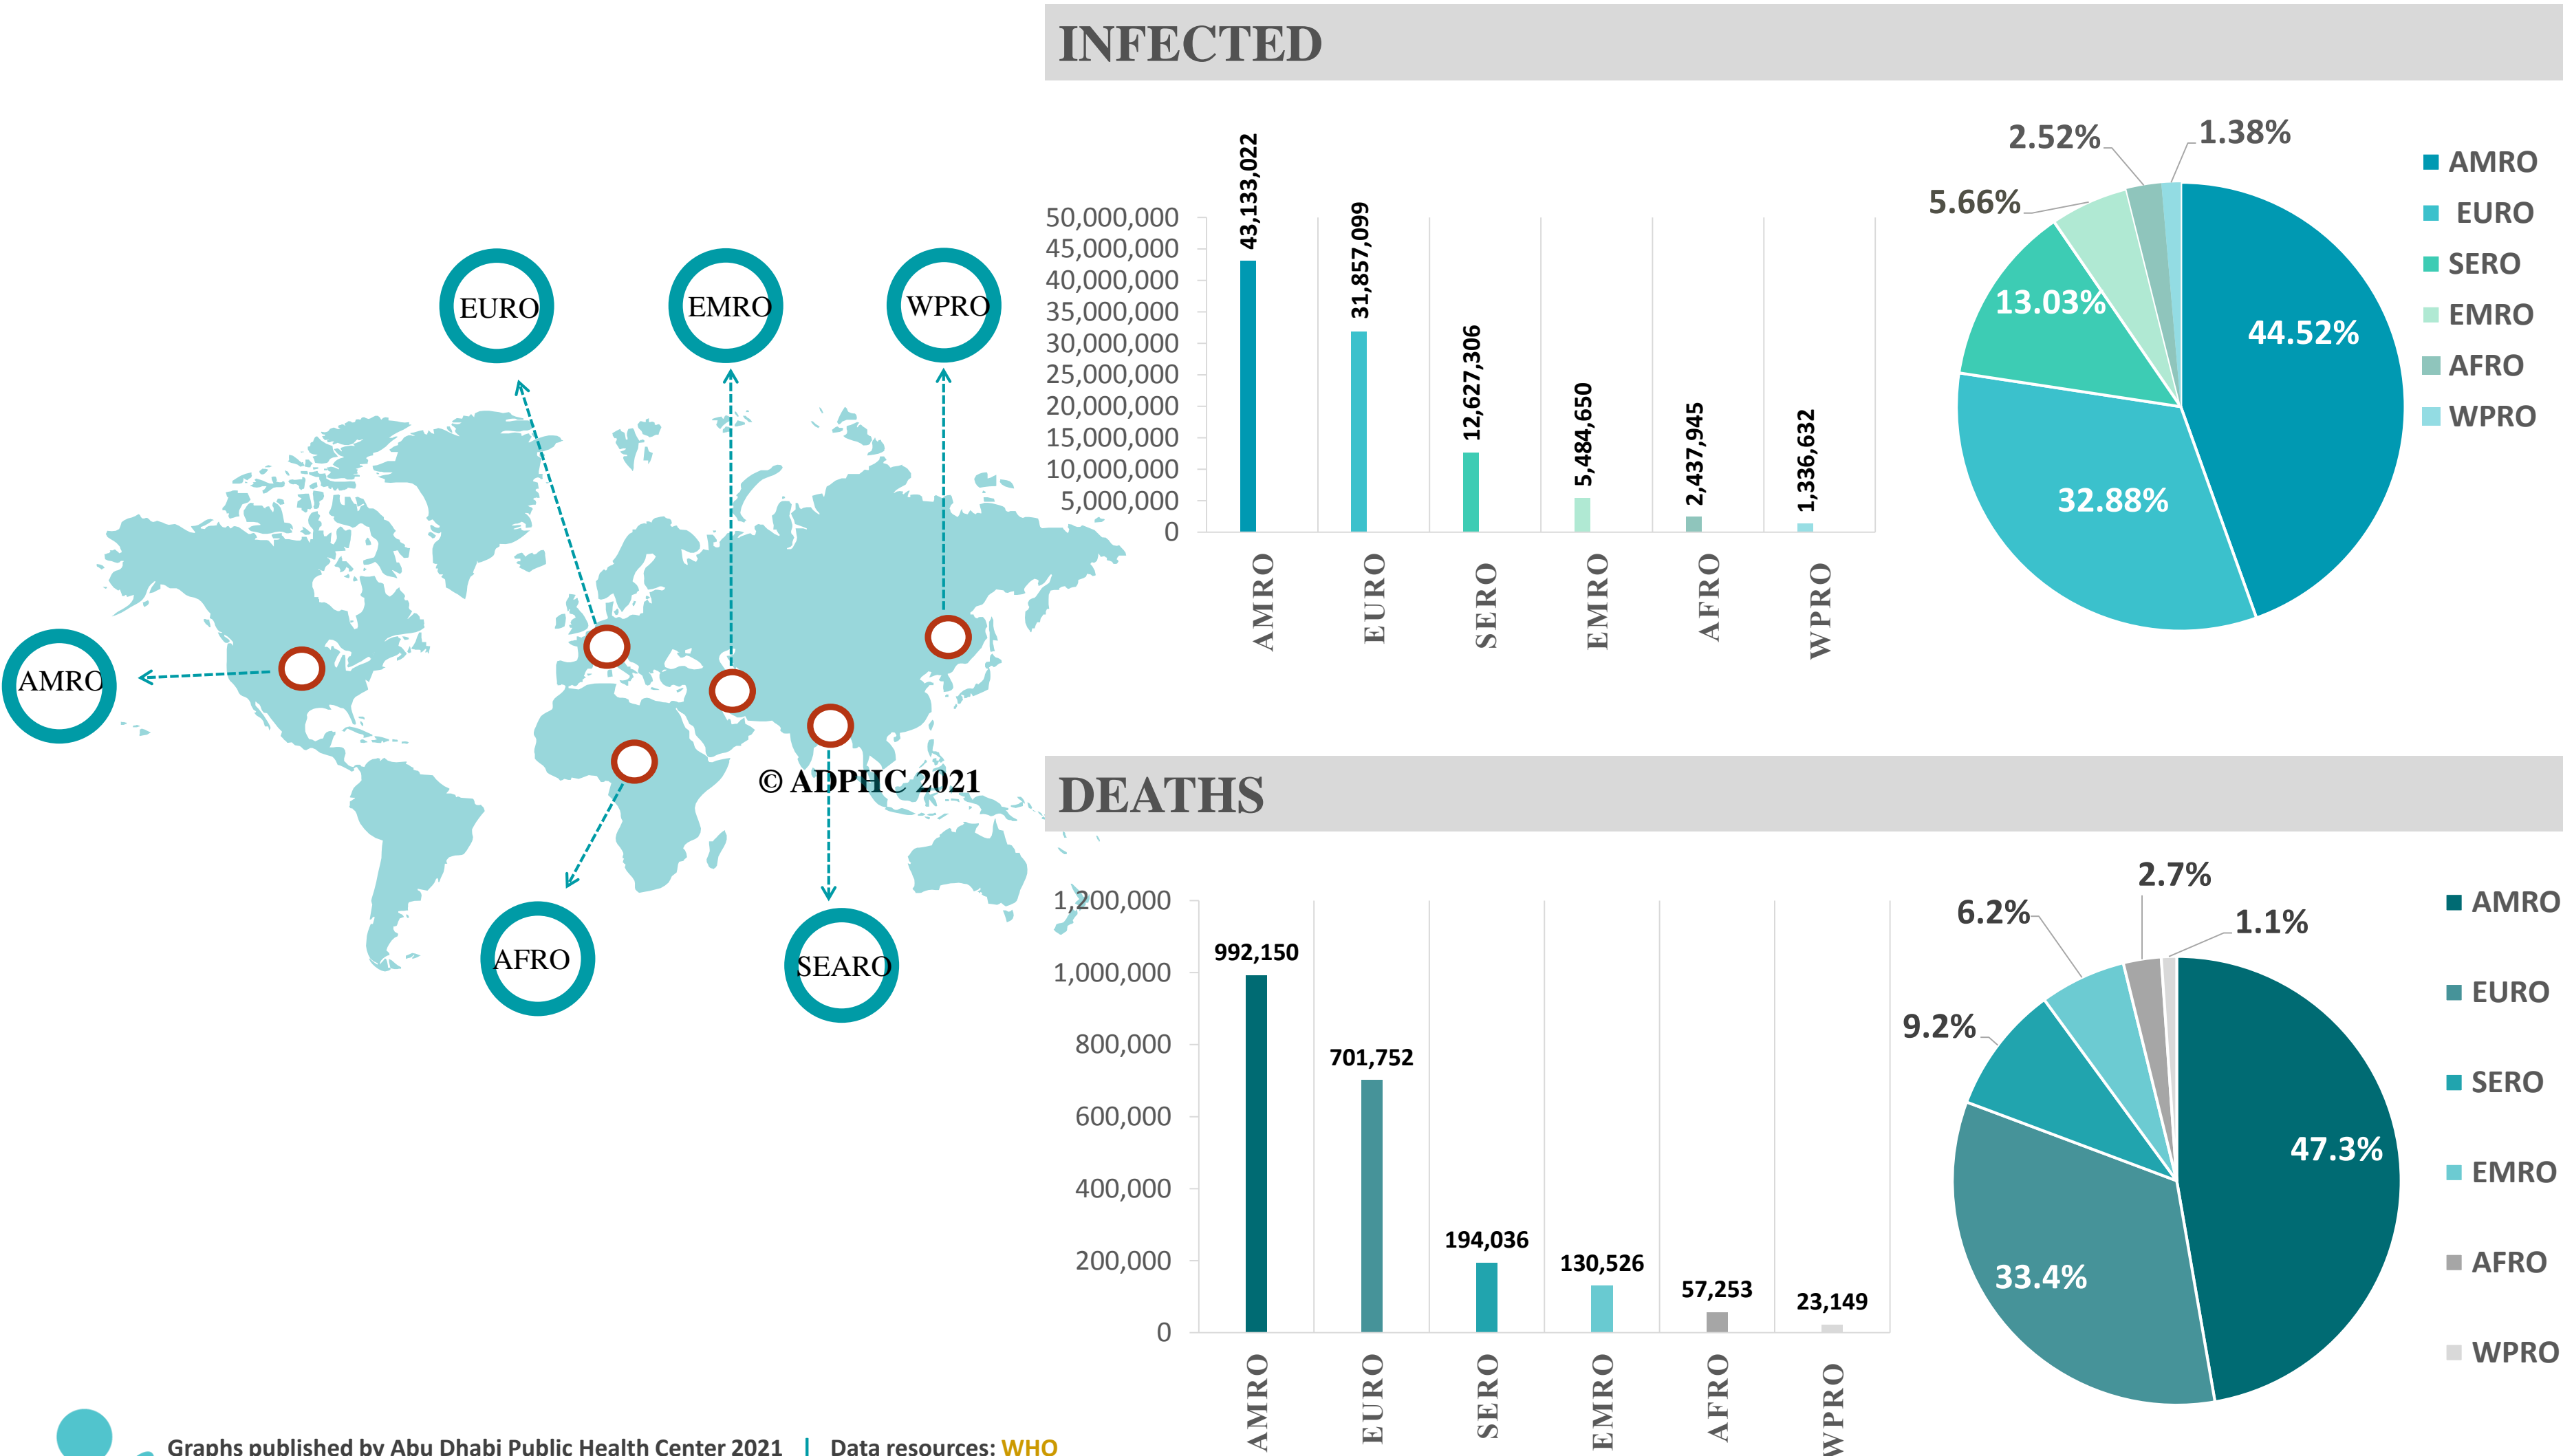 EURO
EMRO
WPRO
AMRO
© ADPHC 2021
AFRO
SEARO
INFECTED
50,000,000
45,000,000
40,000,000
35,000,000
30,000,000
25,000,000
20,000,000
15,000,000
10,000,000
5,000,000
0
43,133,022
31,857,099
12,627,306
5,484,650
2,437,945
1,336,632
AMRO
EURO
SERO
EMRO
AFRO
WPRO
2.52%
1.38%
5.66%
13.03%
44.52%
32.88%
AMRO
EURO
SERO
EMRO
AFRO
WPRO
DEATHS
1,200,000
1,000,000
800,000
600,000
400,000
200,000
0
992,150
701,752
194,036
130,526
57,253
23,149
AMRO
EURO
SERO
EMRO
AFRO
WPRO
2.7%
6.2%
1.1%
9.2%
47.3%
33.4%
AMRO
EURO
SERO
EMRO
AFRO
WPRO
Graphs published by Abu Dhabi Public Health Center 2021 | Data resources: WHO